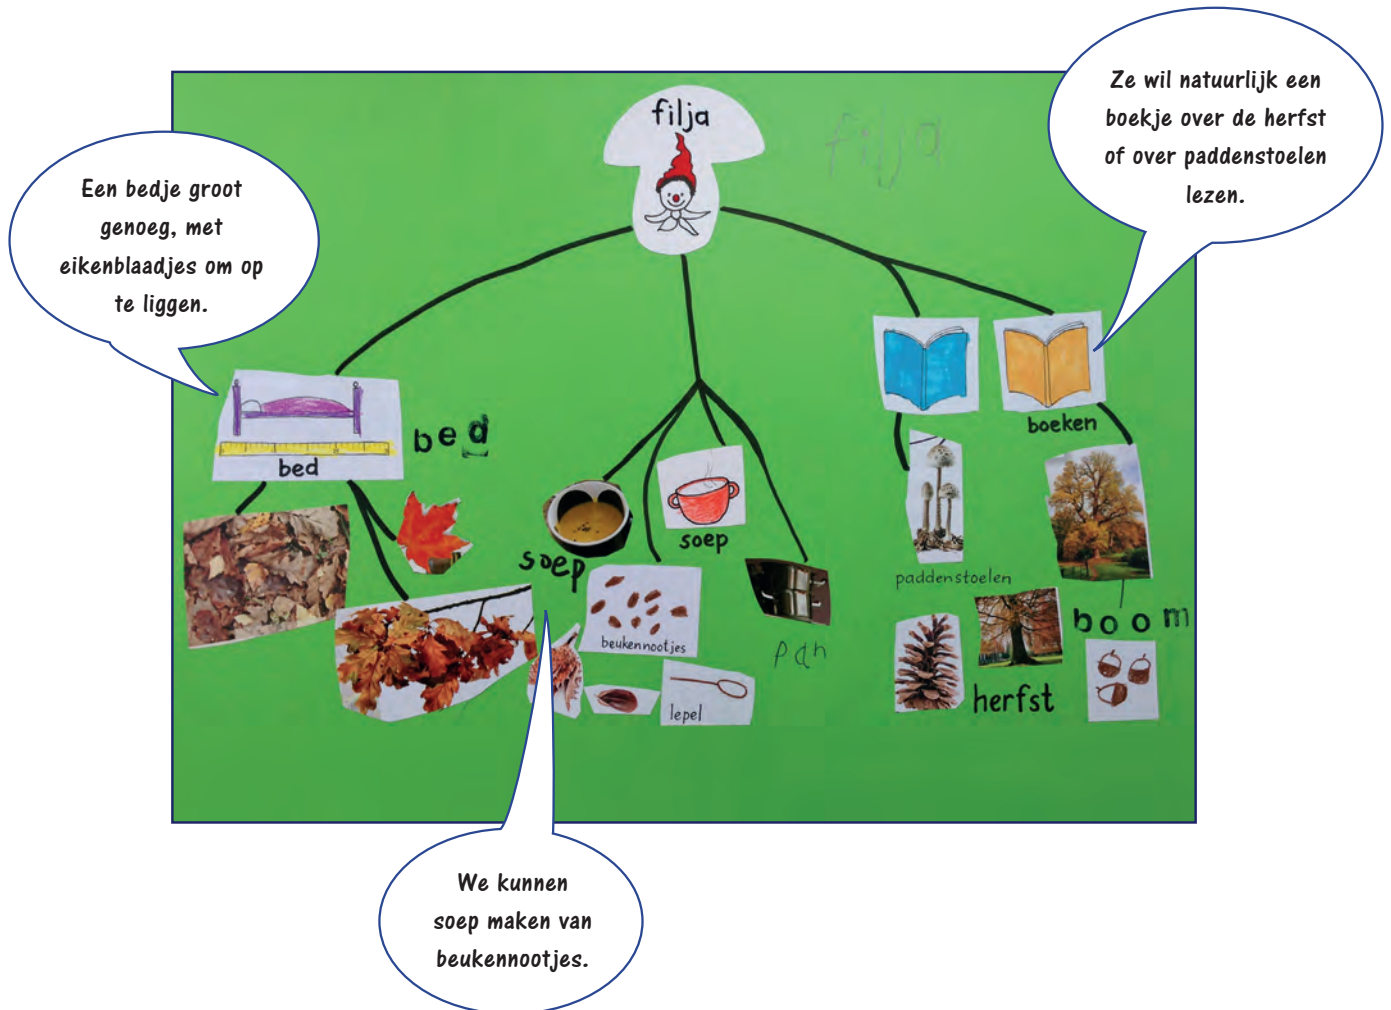 filja
filja
Ze wil natuurlijk een
boekje over de herfst
of over paddenstoelen
lezen.
Een bedje groot
genoeg, met
eikenblaadjes om op
te liggen.
bed
bed
boeken
soep
soep
paddenstoelen
beukennootjes
pan
boom
lepel
herfst
We kunnen
soep maken van
beukennootjes.